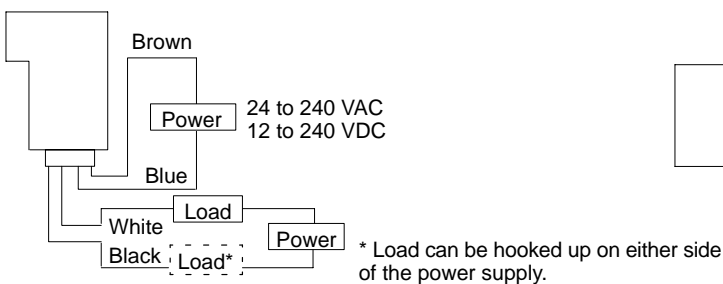 Brown
Power
24 to 240 VAC
12 to 240 VDC
Blue
Load
White
Power
Black
Load*
* Load can be hooked up on either side
of the power supply.